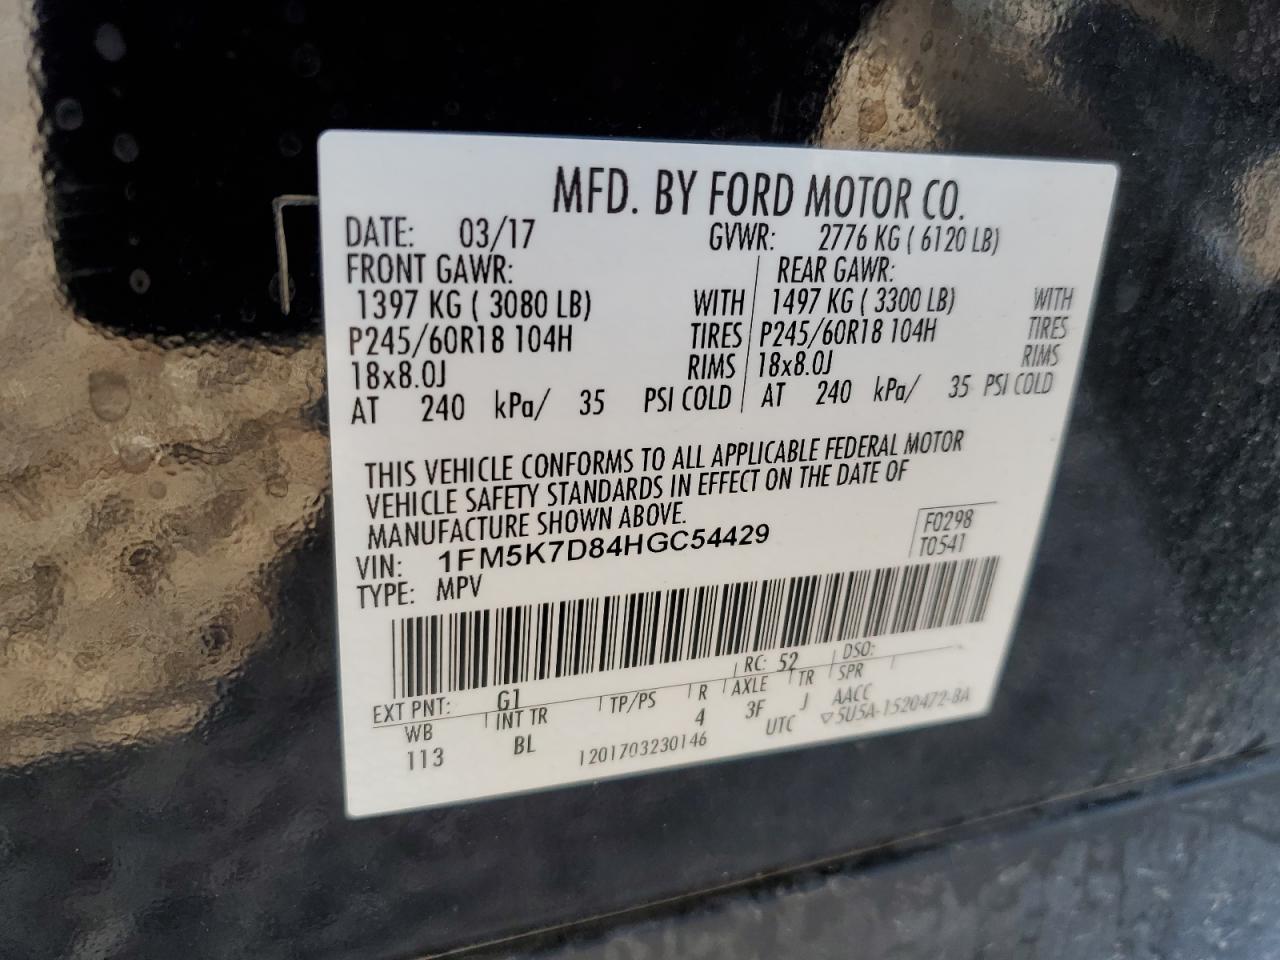 MFD. BY FORD MOTOR CO.
DATE: 03/17 GVWR: 2776 KG ( 6120 LB)
FRONT GAWR: REAR GAWR:
1397 KG ( 3080 LB) WITH 1497 KG ( 3300 LB) WITH
P245/60R18 104H TIRES P245/60R18 104H TIRES
18x8.0J RIMS 18x8.0J RIMS
AT 240 kPa/ 35 PSI COLD AT 240 kPa/ 35 PSI COLD
THIS VEHICLE CONFORMS TO ALL APPLICABLE FEDERAL MOTOR
VEHICLE SAFETY STANDARDS IN EFFECT ON THE DATE OF
MANUFACTURE SHOWN ABOVE.
VIN: 1FM5K7D84HGC54429 F0298
TYPE: MPV T0541
EXT PNT: G1 RC: 52 DSO:
WB INT TR TP/PS R AXLE TR SPR
113 BL 4 3F J AACC
1201703230146 UTC ▽5U5A-1520472-BA